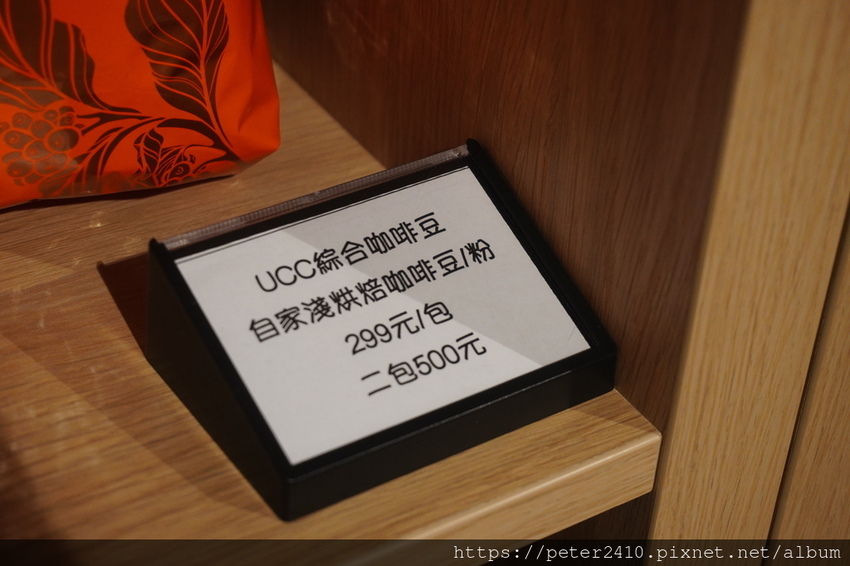 UCC綜合咖啡豆
自家淺烘焙咖啡豆/粉
299元/包
二包500元
https://peter2410.pixnet.net/album